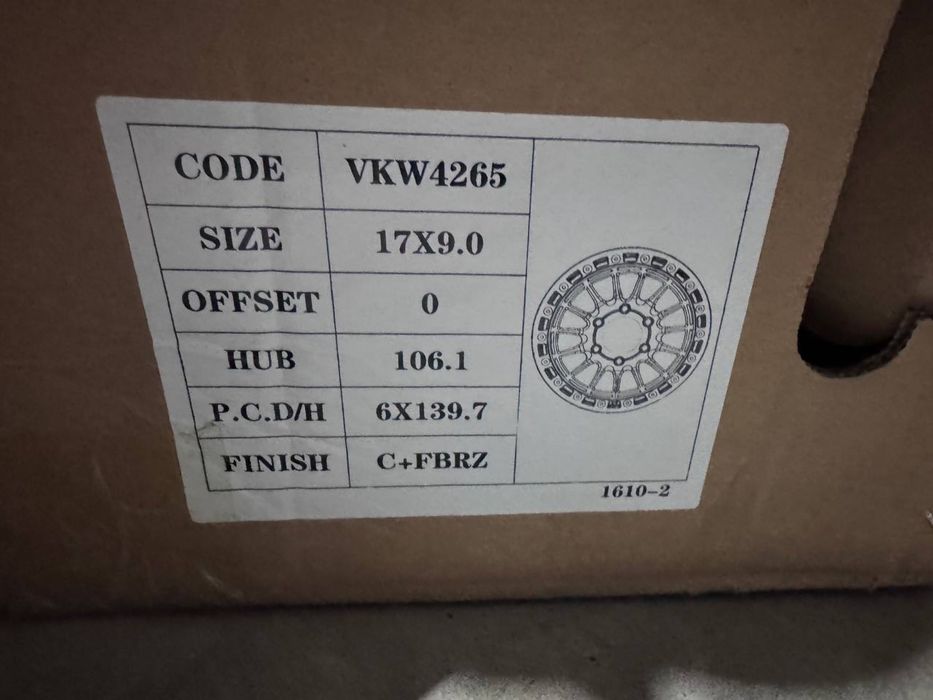 CODE VKW4265
SIZE 17X9.0
OFFSET 0
HUB 106.1
P.C.D/H 6X139.7
FINISH C+FBRZ
1610-2